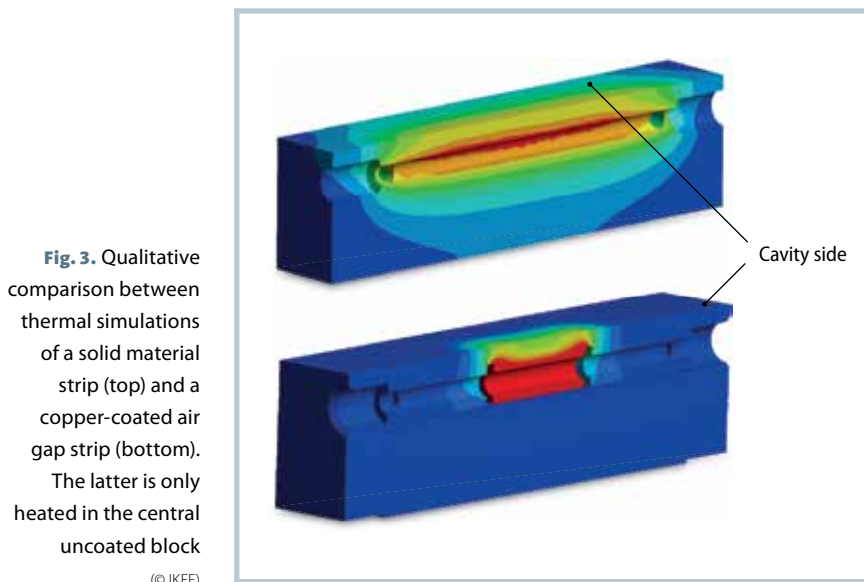 Fig. 3. Qualitative
comparison between
thermal simulations
of a solid material
strip (top) and a
copper-coated air
gap strip (bottom).
The latter is only
heated in the central
uncoated block
(© IKFF)
Cavity side